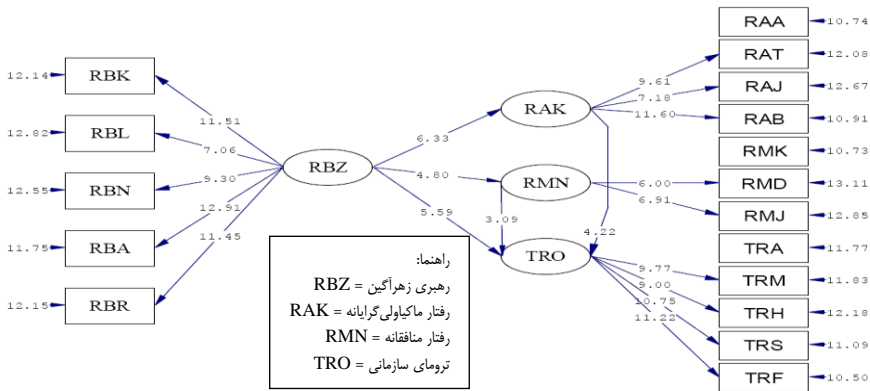 RAA
10.74
12.14
RBK
RAT
12.08
9.61
RAJ
12.67
7.18
RAK
RAB
10.91
11.60
11.51
6.33
12.82
RBL
7.06
RMK
10.73
RBZ
4.80
RMN
6.00
RMD
13.11
12.55
RBN
9.30
6.91
RMJ
12.85
12.91
5.59
3.09
4.22
11.75
RBA
11.45
TRO
TRA
11.77
9.77
TRM
11.83
12.15
RBR
9.00
TRH
12.18
10.75
TRS
11.09
11.22
TRF
10.50
راهنما:
رهبری زهرآگین = RBZ
رفتار ماکیاولی‌گرایانه = RAK
رفتار منافقانه = RMN
ترومای سازمانی = TRO